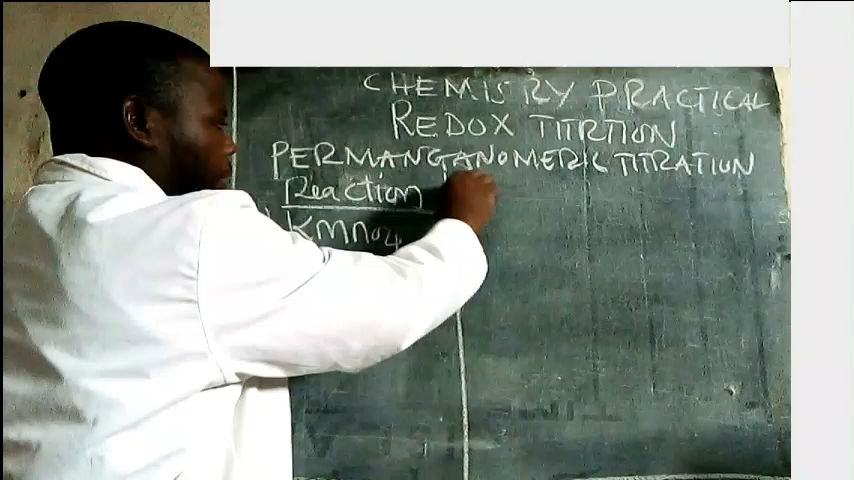 CHEMISTRY PRACTICAL
REDOX TITRTION
PERMANGANOMERIC TITRATION
Reaction
KMnO4